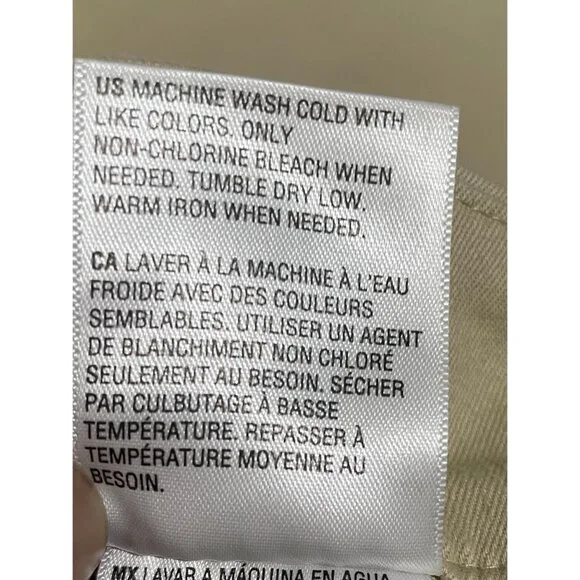 US MACHINE WASH COLD WITH
LIKE COLORS. ONLY
NON-CHLORINE BLEACH WHEN
NEEDED. TUMBLE DRY LOW.
WARM IRON WHEN NEEDED.
CA LAVER À LA MACHINE À L'EAU
FROIDE AVEC DES COULEURS
SEMBLABLES. UTILISER UN AGENT
DE BLANCHIMENT NON CHLORÉ
SEULEMENT AU BESOIN. SÉCHER
PAR CULBUTAGE À BASSE
TEMPÉRATURE. REPASSER À
TEMPÉRATURE MOYENNE AU
BESOIN.
MX LAVAR A MÁQUINA EN AGUA